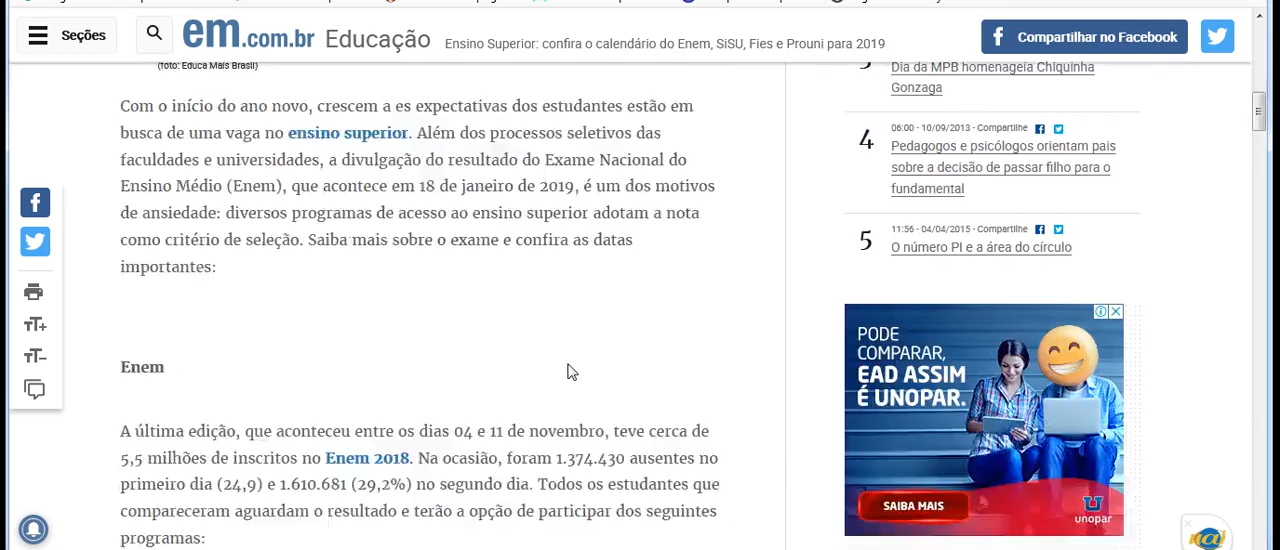 Seções
em.com.br Educação
Ensino Superior: confira o calendário do Enem, SiSU, Fies e Prouni para 2019
Compartilhar no Facebook
(foto: Educa Mais Brasil)
Com o início do ano novo, crescem a es expectativas dos estudantes estão em
busca de uma vaga no ensino superior. Além dos processos seletivos das
faculdades e universidades, a divulgação do resultado do Exame Nacional do
Ensino Médio (Enem), que acontece em 18 de janeiro de 2019, é um dos motivos
de ansiedade: diversos programas de acesso ao ensino superior adotam a nota
como critério de seleção. Saiba mais sobre o exame e confira as datas
importantes:
Enem
A última edição, que aconteceu entre os dias 04 e 11 de novembro, teve cerca de
5,5 milhões de inscritos no Enem 2018. Na ocasião, foram 1.374.430 ausentes no
primeiro dia (24,9) e 1.610.681 (29,2%) no segundo dia. Todos os estudantes que
compareceram aguardam o resultado e terão a opção de participar dos seguintes
programas:
TT+
TT-
Dia da MPB homenageia Chiquinha
Gonzaga
4
06:00 - 10/09/2013 - Compartilhe
Pedagogos e psicólogos orientam pais
sobre a decisão de passar filho para o
fundamental
5
11:56 - 04/04/2015 - Compartilhe
O número PI e a área do círculo
PODE
COMPARAR,
EAD ASSIM
É UNOPAR.
SAIBA MAIS
unopar